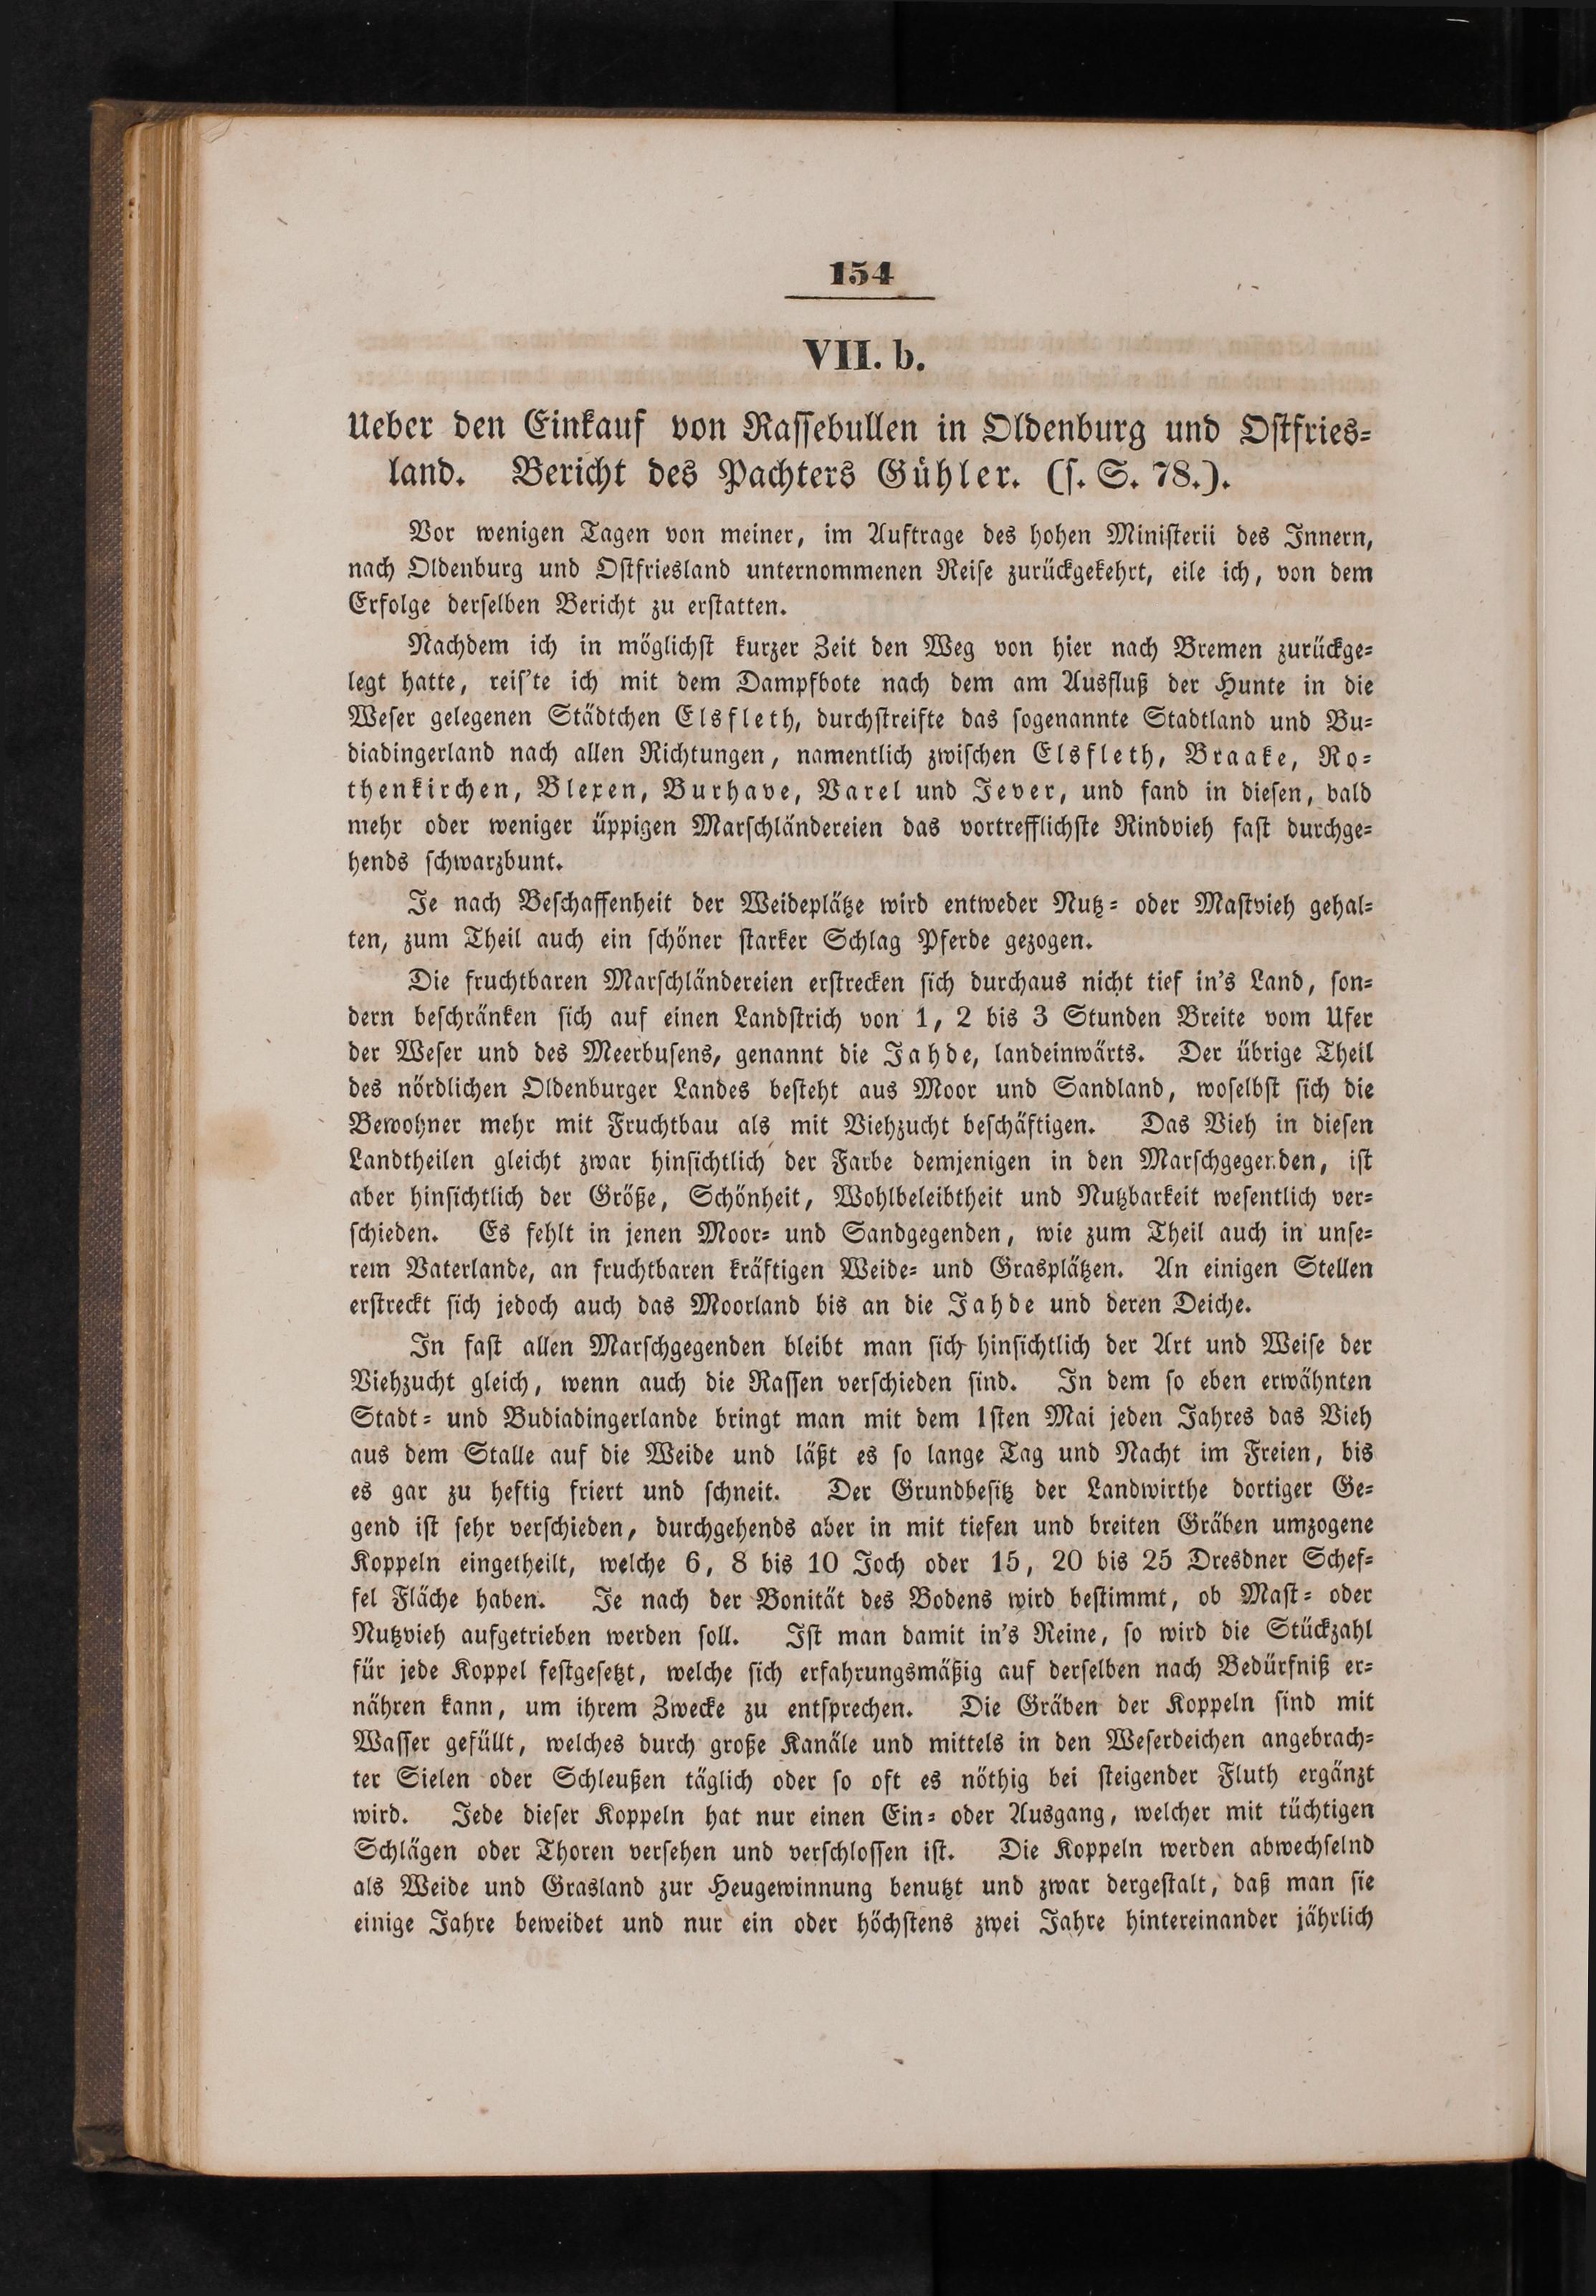 154
VII. b.
Ueber den Einkauf von Rassebullen in Oldenburg und Ostfries-
land. Bericht des Pachters Gühler. (s. S. 78.).
Vor wenigen Tagen von meiner, im Auftrage des hohen Ministerii des Innern,
nach Oldenburg und Ostfriesland unternommenen Reise zurückgekehrt, eile ich, von dem
Erfolge derselben Bericht zu erstatten.
Nachdem ich in möglichst kurzer Zeit den Weg von hier nach Bremen zurückge-
legt hatte, reis'te ich mit dem Dampfbote nach dem am Ausfluß der Hunte in die
Weser gelegenen Städtchen Elsfleth, durchstreifte das sogenannte Stadtland und Bu-
diadingerland nach allen Richtungen, namentlich zwischen Elsfleth, Braake, Ro-
thenkirchen, Blexen, Burhave, Varel und Jever, und fand in diesen, bald
mehr oder weniger üppigen Marschländereien das vortrefflichste Rindvieh fast durchge-
hends schwarzbunt.
Je nach Beschaffenheit der Weideplätze wird entweder Nutz- oder Mastvieh gehal-
ten, zum Theil auch ein schöner starker Schlag Pferde gezogen.
Die fruchtbaren Marschländereien erstrecken sich durchaus nicht tief in's Land, son-
dern beschränken sich auf einen Landstrich von 1, 2 bis 3 Stunden Breite vom Ufer
der Weser und des Meerbusens, genannt die Jahde, landeinwärts. Der übrige Theil
des nördlichen Oldenburger Landes besteht aus Moor und Sandland, woselbst sich die
Bewohner mehr mit Fruchtbau als mit Viehzucht beschäftigen. Das Vieh in diesen
Landtheilen gleicht zwar hinsichtlich der Farbe demjenigen in den Marschgegenden, ist
aber hinsichtlich der Größe, Schönheit, Wohlbeleibtheit und Nutzbarkeit wesentlich ver-
schieden. Es fehlt in jenen Moor- und Sandgegenden, wie zum Theil auch in unse-
rem Vaterlande, an fruchtbaren kräftigen Weide- und Grasplätzen. An einigen Stellen
erstreckt sich jedoch auch das Moorland bis an die Jahde und deren Deiche.
In fast allen Marschgegenden bleibt man sich hinsichtlich der Art und Weise der
Viehzucht gleich, wenn auch die Rassen verschieden sind. In dem so eben erwähnten
Stadt- und Budiadingerlande bringt man mit dem 1sten Mai jeden Jahres das Vieh
aus dem Stalle auf die Weide und läßt es so lange Tag und Nacht im Freien, bis
es gar zu heftig friert und schneit. Der Grundbesitz der Landwirthe dortiger Ge-
gend ist sehr verschieden, durchgehends aber in mit tiefen und breiten Gräben umzogene
Koppeln eingetheilt, welche 6, 8 bis 10 Joch oder 15, 20 bis 25 Dresdner Schef-
fel Fläche haben. Je nach der Bonität des Bodens wird bestimmt, ob Mast- oder
Nutzvieh aufgetrieben werden soll. Ist man damit in's Reine, so wird die Stückzahl
für jede Koppel festgesetzt, welche sich erfahrungsmäßig auf derselben nach Bedürfniß er-
nähren kann, um ihrem Zwecke zu entsprechen. Die Gräben der Koppeln sind mit
Wasser gefüllt, welches durch große Kanäle und mittels in den Weserdeichen angebrach-
ter Sielen oder Schleußen täglich oder so oft es nöthig bei steigender Fluth ergänzt
wird. Jede dieser Koppeln hat nur einen Ein- oder Ausgang, welcher mit tüchtigen
Schlägen oder Thoren versehen und verschlossen ist. Die Koppeln werden abwechselnd
als Weide und Grasland zur Heugewinnung benutzt und zwar dergestalt, daß man sie
einige Jahre beweidet und nur ein oder höchstens zwei Jahre hintereinander jährlich